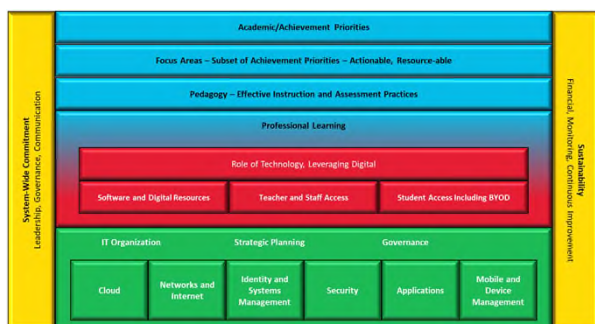 Academic/Achievement Priorities
Focus Areas – Subset of Achievement Priorities – Actionable, Resource-able
Pedagogy – Effective Instruction and Assessment Practices
Professional Learning
Role of Technology, Leveraging Digital
Software and Digital Resources
Teacher and Staff Access
Student Access Including BYOD
IT Organization
Strategic Planning
Governance
Cloud
Networks and
Internet
Identity and
Systems
Management
Security
Applications
Mobile and
Device
Management
System-Wide Commitment
Leadership, Governance, Communication
Sustainability
Financial, Monitoring, Continuous Improvement